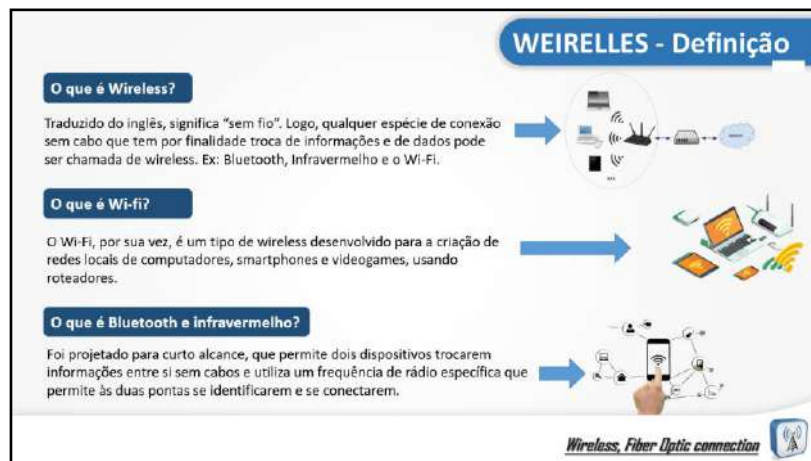 WEIRELLES - Definição
O que é Wireless?
Traduzido do inglês, significa “sem fio”. Logo, qualquer espécie de conexão
sem cabo que tem por finalidade troca de informações e de dados pode
ser chamada de wireless. Ex: Bluetooth, Infravermelho e o Wi-Fi.
O que é Wi-fi?
O Wi-Fi, por sua vez, é um tipo de wireless desenvolvido para a criação de
redes locais de computadores, smartphones e videogames, usando
roteadores.
O que é Bluetooth e infravermelho?
Foi projetado para curto alcance, que permite dois dispositivos trocarem
informações entre si sem cabos e utiliza um frequência de rádio específica que
permite às duas pontas se identificarem e se conectarem.
Wireless, Fiber Optic connection